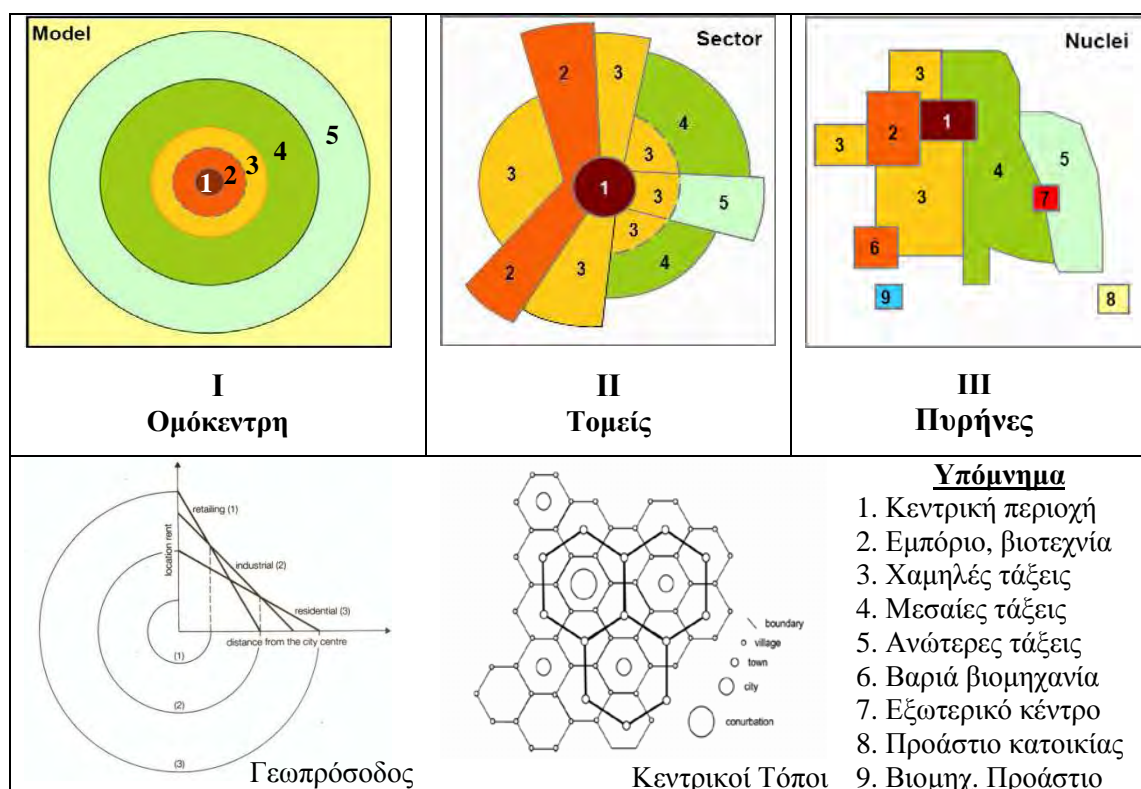 Model
1
2
3
4
5
I
Ομόκεντρη
Sector
2
3
4
3
3
1
3
5
3
4
2
3
II
Τομείς
Nuclei
3
1
2
3
4
5
3
7
6
9
8
III
Πυρήνες
location rent
retailing (1)
industrial (2)
residential (3)
distance from the city centre
(1)
(2)
(3)
Γεωπρόσοδος
boundary
village
town
city
conurbation
Κεντρικοί Τόποι
Υπόμνημα
1. Κεντρική περιοχή
2. Εμπόριο, βιοτεχνία
3. Χαμηλές τάξεις
4. Μεσαίες τάξεις
5. Ανώτερες τάξεις
6. Βαριά βιομηχανία
7. Εξωτερικό κέντρο
8. Προάστιο κατοικίας
9. Βιομηχ. Προάστιο